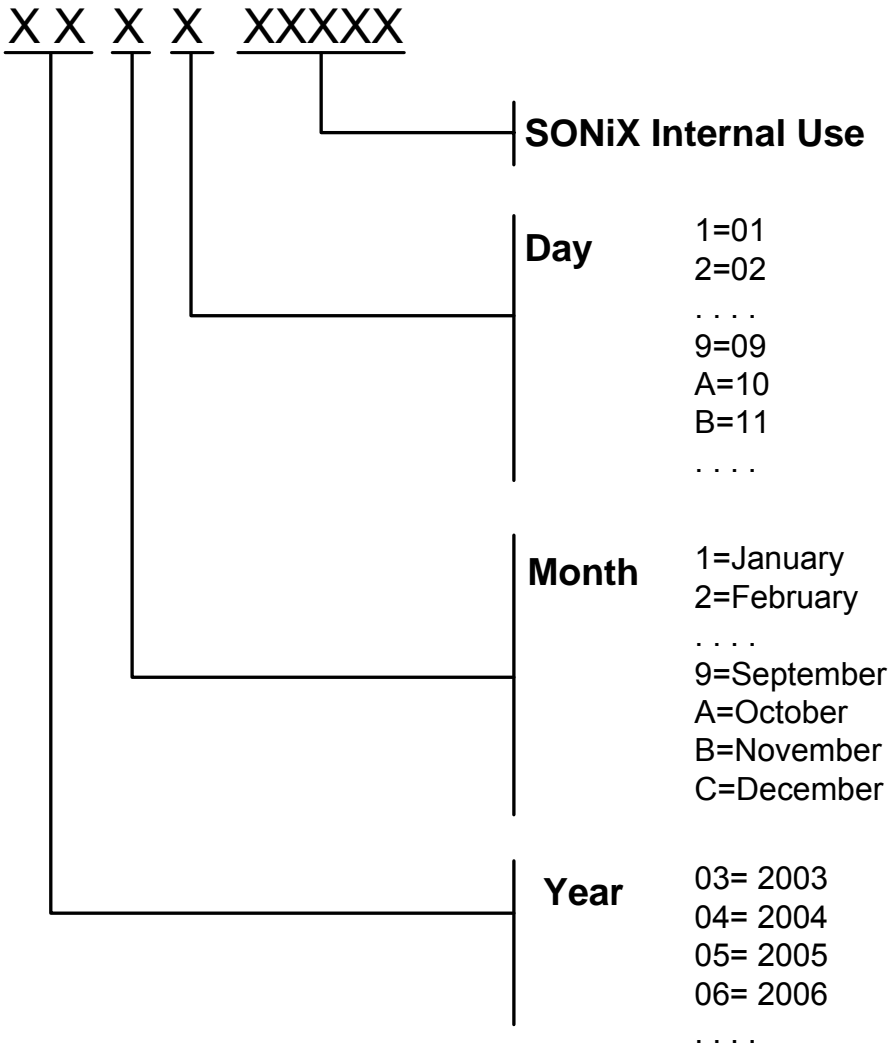 X X X X XXXXX
SONiX Internal Use
Day
1=01
2=02
. . . .
9=09
A=10
B=11
. . . .
Month
1=January
2=February
. . . .
9=September
A=October
B=November
C=December
Year
03= 2003
04= 2004
05= 2005
06= 2006
. . . .